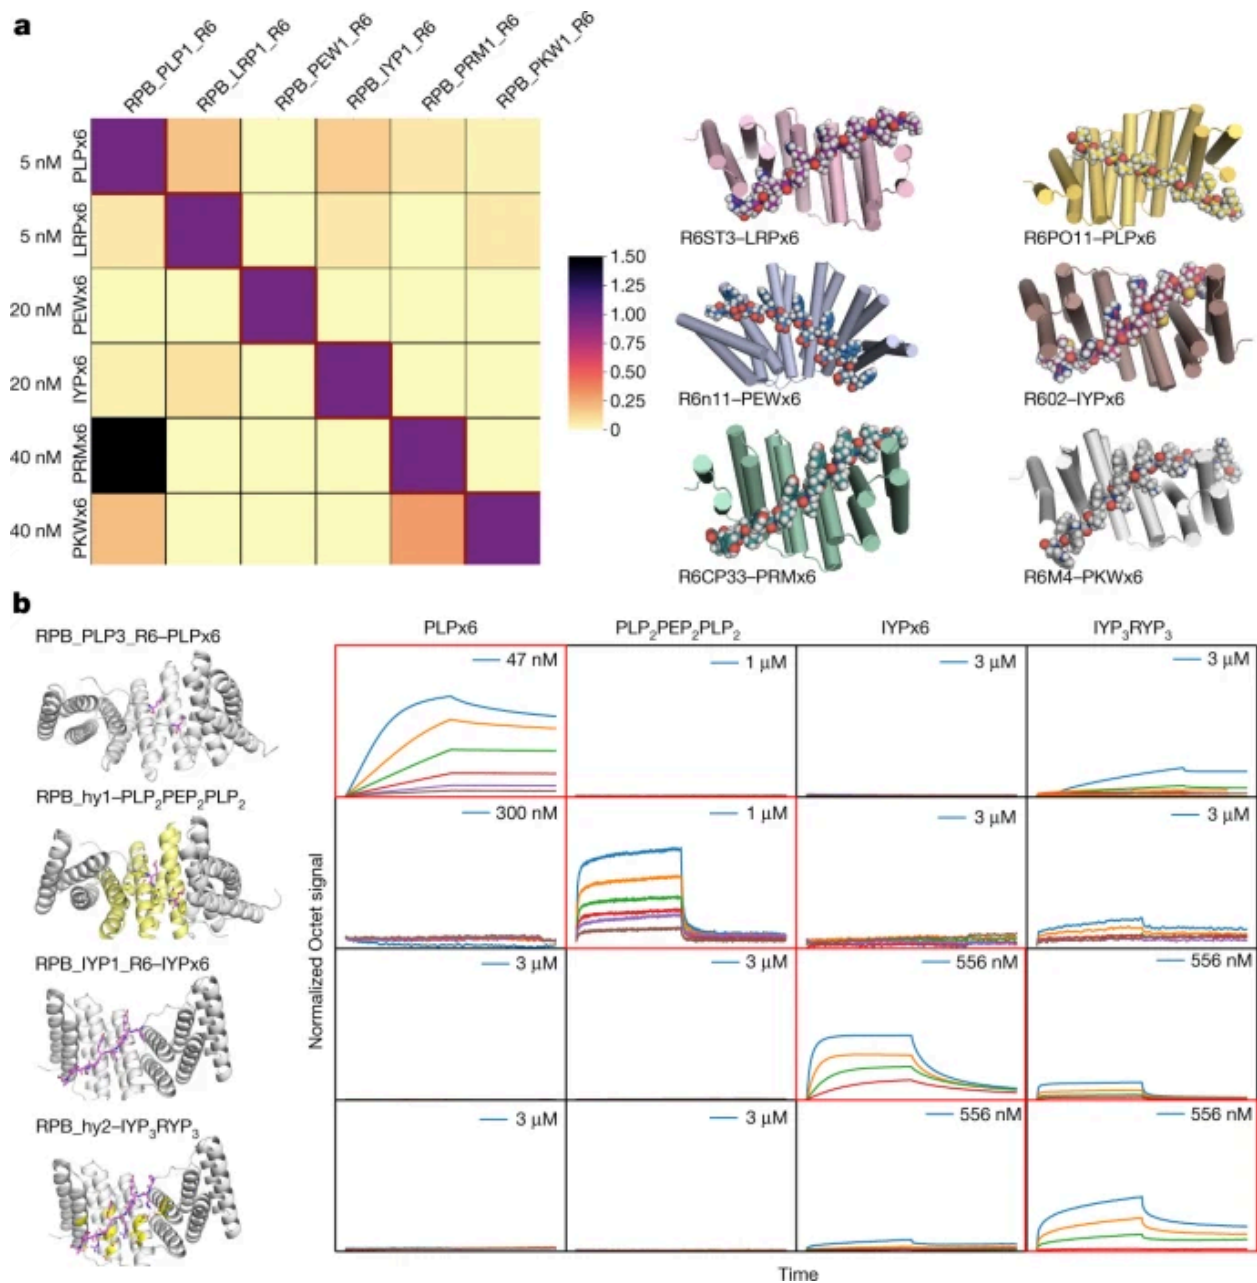 a
RPB_PLP1_R6
RPB_LRP1_R6
RPB_PEW1_R6
RPB_IYP1_R6
RPB_PRM1_R6
RPB_PKW1_R6
5 nM PLPx6
5 nM LRPx6
20 nM PEWx6
20 nM IYPx6
40 nM PRMx6
40 nM PKWx6
1.50
1.25
1.00
0.75
0.50
0.25
0
R6ST3–LRPx6
R6PO11–PLPx6
R6n11–PEWx6
R602–IYPx6
R6CP33–PRMx6
R6M4–PKWx6
b
RPB_PLP3_R6–PLPx6
RPB_hy1–PLP₂PEP₂PLP₂
RPB_IYP1_R6–IYPx6
RPB_hy2–IYP₃RYP₃
Normalized Octet signal
PLPx6 PLP₂PEP₂PLP₂ IYPx6 IYP₃RYP₃
47 nM 1 μM 3 μM 3 μM
300 nM 1 μM 3 μM 3 μM
3 μM 3 μM 556 nM 556 nM
3 μM 3 μM 556 nM 556 nM
Time